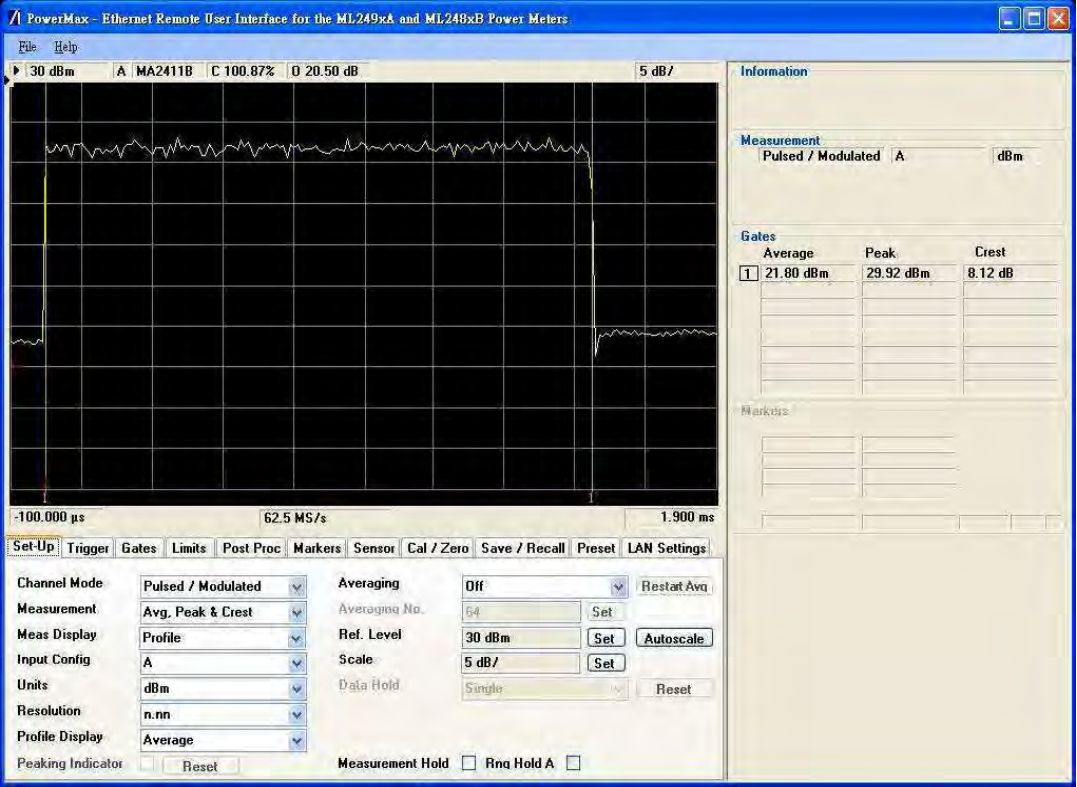 PowerMax - Ethernet Remote User Interface for the ML249xA and ML248xB Power Meters
File Help
30 dBm A MA2411B C 100.87% O 20.50 dB 5 dB/
1 1'
-100.000 µs 62.5 MS/s 1.900 ms
Information
Measurement
Pulsed / Modulated A dBm
Gates
Average Peak Crest
1 21.80 dBm 29.92 dBm 8.12 dB
Markers
Set-Up Trigger Gates Limits Post Proc Markers Sensor Cal / Zero Save / Recall Preset LAN Settings
Channel Mode Pulsed / Modulated Averaging Off Restart Avg
Measurement Avg, Peak & Crest Averaging No. 64 Set
Meas Display Profile Ref. Level 30 dBm Set Autoscale
Input Config A Scale 5 dB/ Set
Units dBm Data Hold Single Reset
Resolution n.nn
Profile Display Average
Peaking Indicator Reset Measurement Hold Rng Hold A